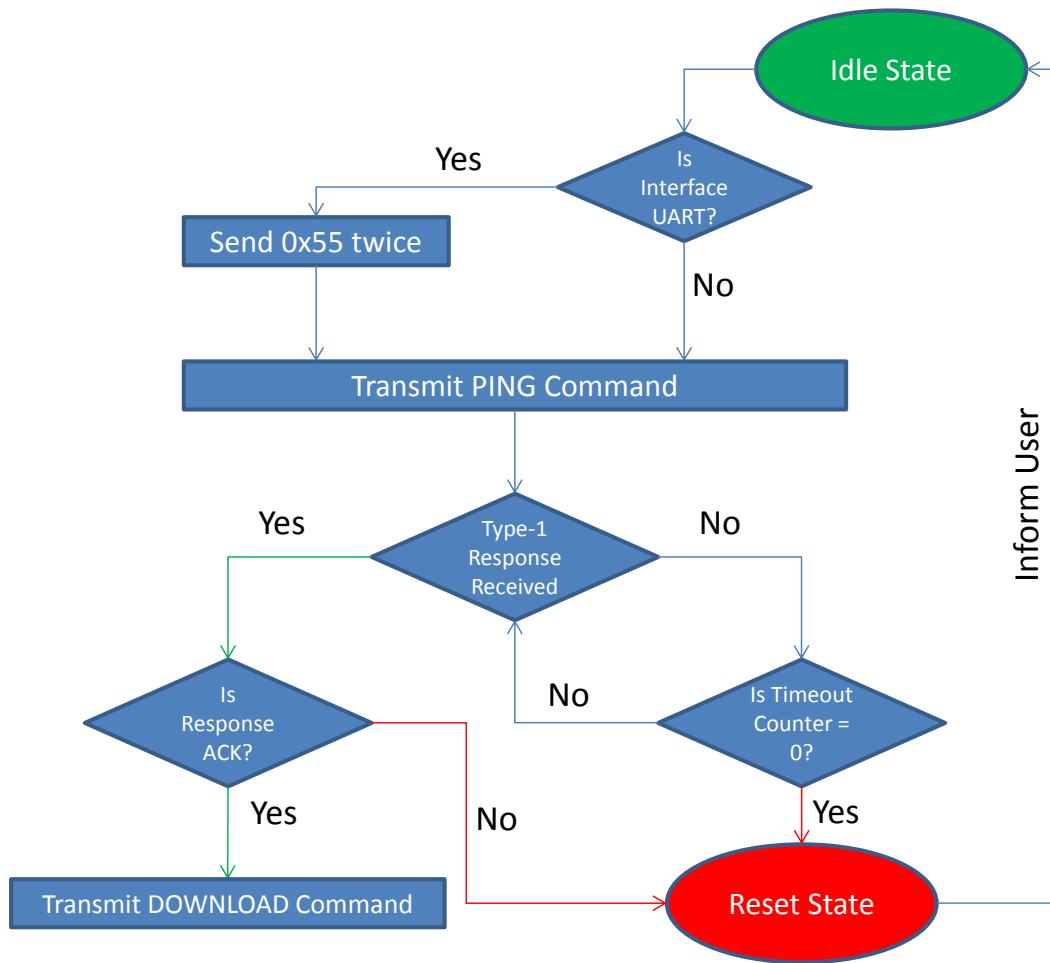 Idle State
Is
Interface
UART?
Yes
No
Send 0x55 twice
Transmit PING Command
Type-1
Response
Received
Yes
No
Is
Response
ACK?
Is Timeout
Counter =
0?
No
Yes
No
Yes
Transmit DOWNLOAD Command
Reset State
Inform User